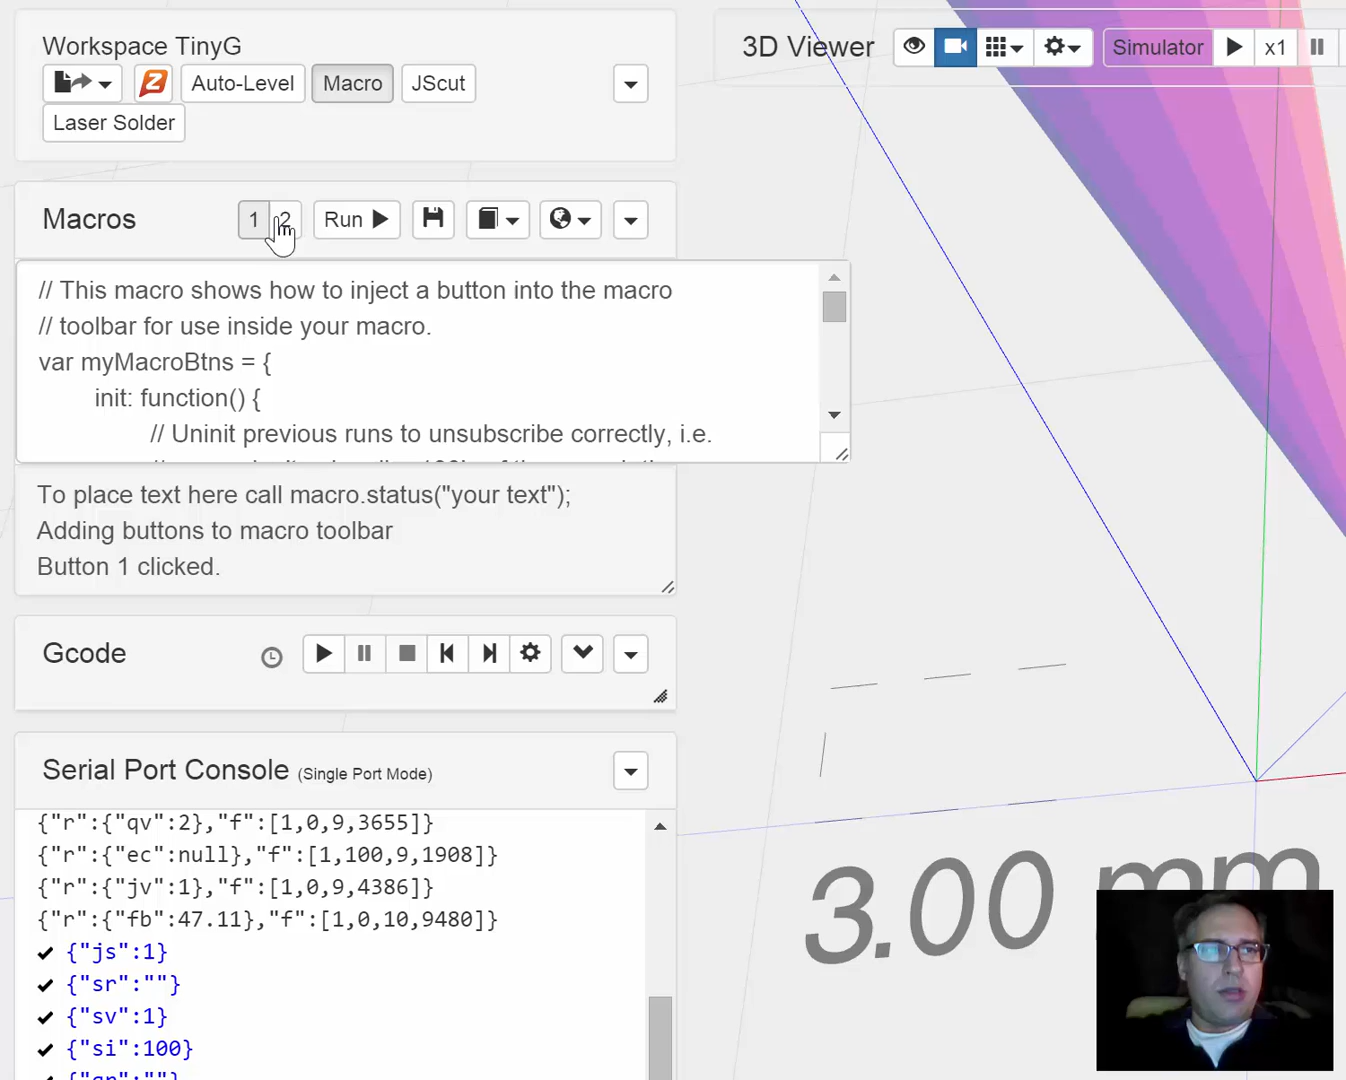 Workspace TinyG
Auto-Level Macro JScut
Laser Solder
3D Viewer
Simulator x1
Macros 1 2 Run
// This macro shows how to inject a button into the macro
// toolbar for use inside your macro.
var myMacroBtns = {
init: function() {
// Uninit previous runs to unsubscribe correctly, i.e.
To place text here call macro.status("your text");
Adding buttons to macro toolbar
Button 1 clicked.
Gcode
Serial Port Console (Single Port Mode)
{"r":{"qv":2},"f":[1,0,9,3655]}
{"r":{"ec":null},"f":[1,100,9,1908]}
{"r":{"jv":1},"f":[1,0,9,4386]}
{"r":{"fb":47.11},"f":[1,0,10,9480]}
{"js":1}
{"sr":""}
{"sv":1}
{"si":100}
3.00 mm